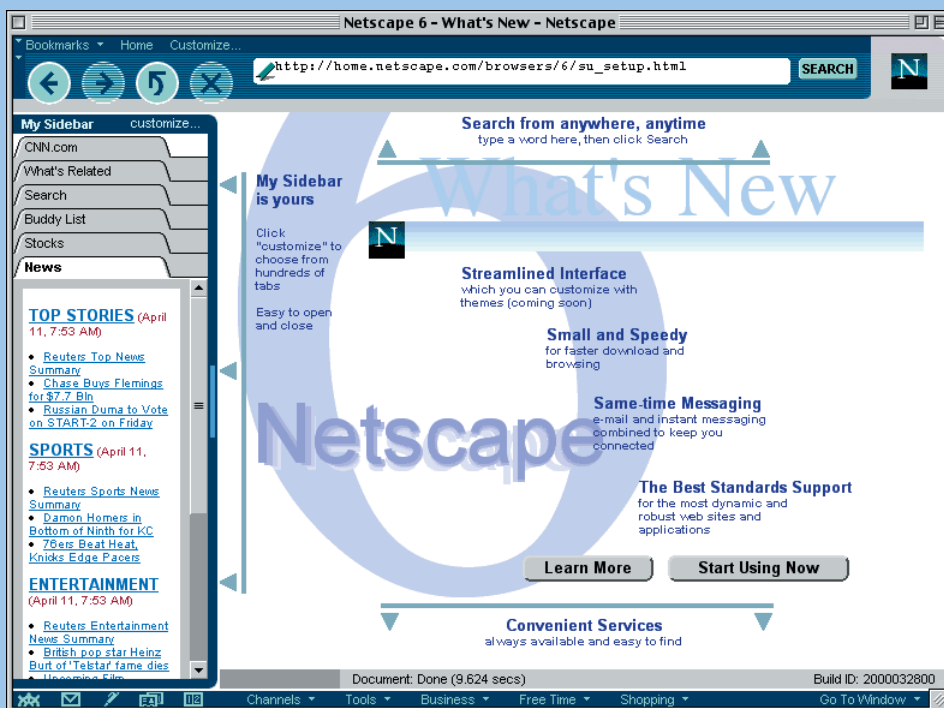 Netscape 6 - What's New - Netscape
Bookmarks Home Customize...
http://home.netscape.com/browsers/6/su_setup.html
SEARCH
N
My Sidebar customize...
CNN.com
What's Related
Search
Buddy List
Stocks
News
TOP STORIES (April
11, 7:53 AM)
Reuters Top News
Summary
Chase Buys Flemings
for $7.7 Bln
Russian Duma to Vote
on START-2 on Friday
SPORTS (April 11,
7:53 AM)
Reuters Sports News
Summary
Damon Homers in
Bottom of Ninth for KC
76ers Beat Heat,
Knicks Edge Pacers
ENTERTAINMENT
(April 11, 7:53 AM)
Reuters Entertainment
News Summary
British pop star Heinz
Burt of 'Telstar' fame dies
Upcoming Film
Search from anywhere, anytime
type a word here, then click Search
What's New
6
N
My Sidebar
is yours
Click
"customize" to
choose from
hundreds of
tabs
Easy to open
and close
Streamlined Interface
which you can customize with
themes (coming soon)
Small and Speedy
for faster download and
browsing
Netscape
Same-time Messaging
e-mail and instant messaging
combined to keep you
connected
The Best Standards Support
for the most dynamic and
robust web sites and
applications
Learn More Start Using Now
Convenient Services
always available and easy to find
Document: Done (9.624 secs) Build ID: 2000032800
Channels Tools Business Free Time Shopping Go To Window